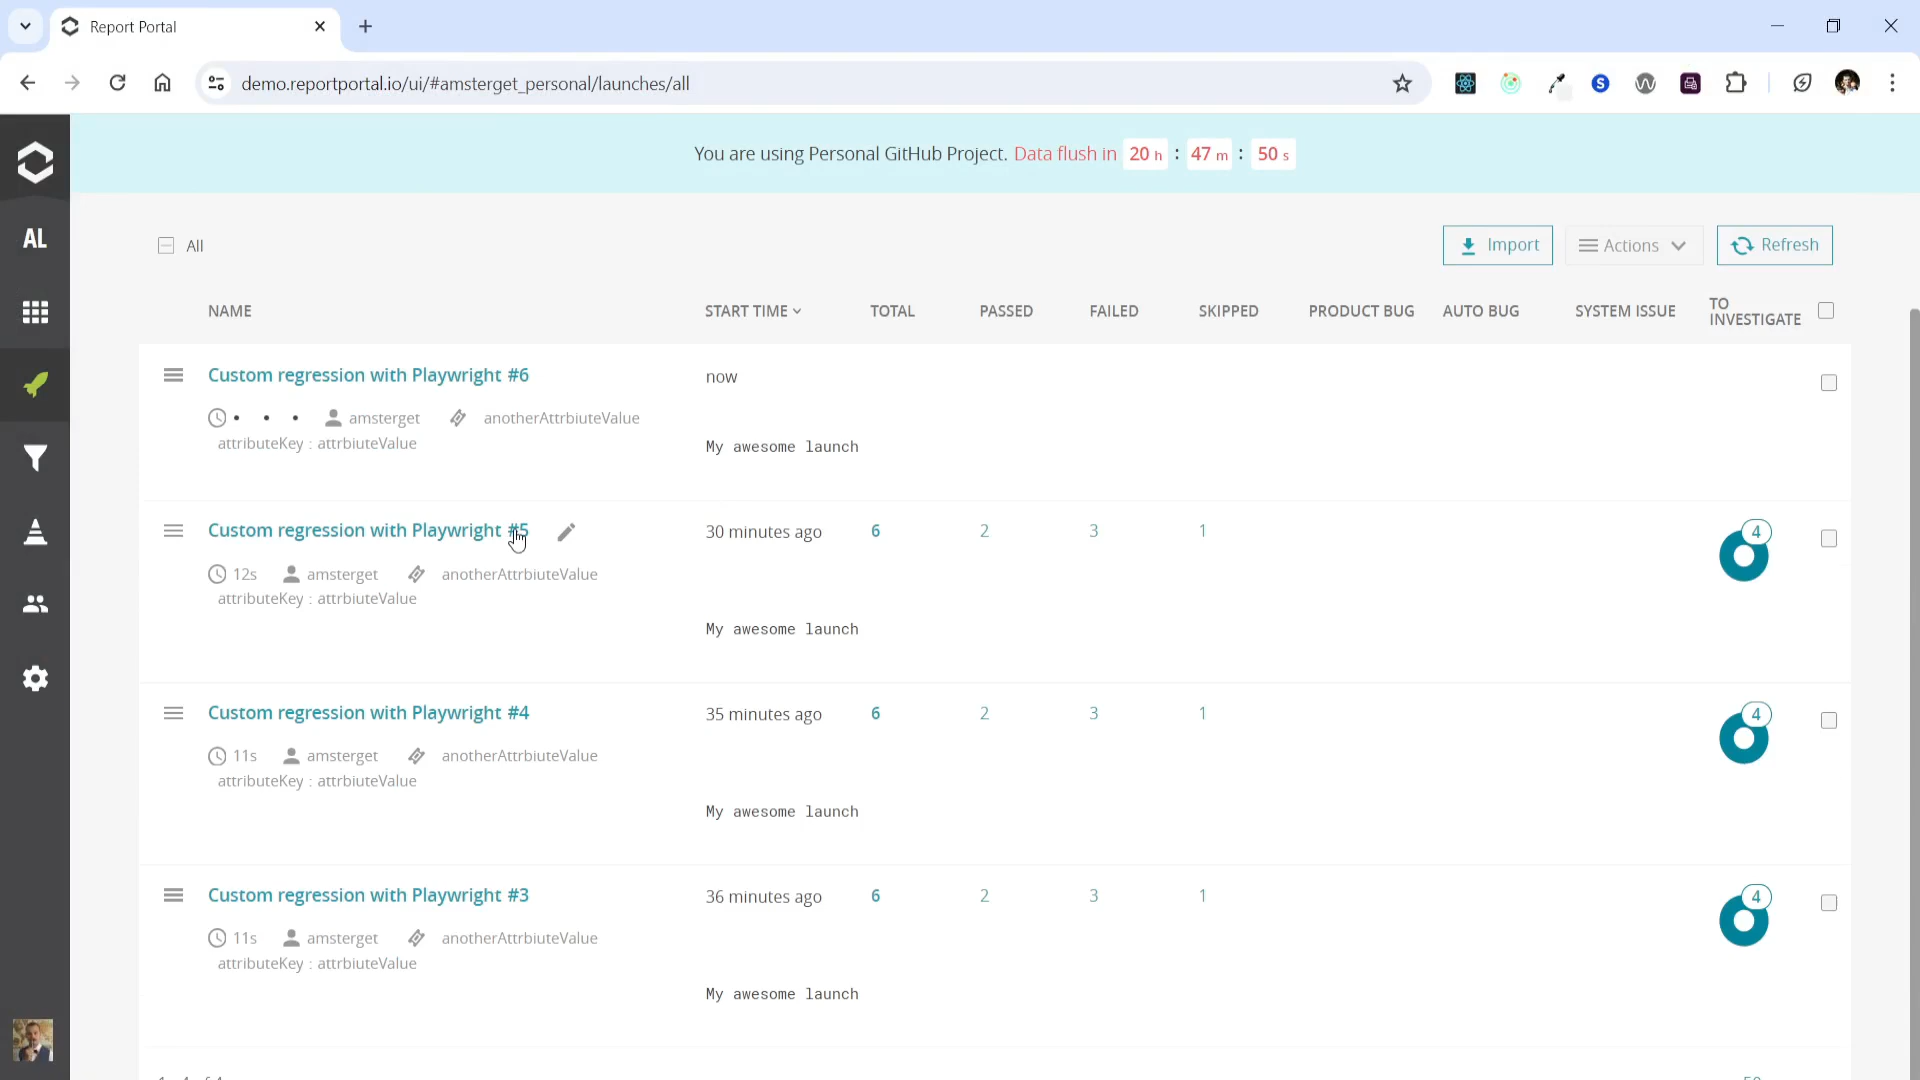 Report Portal
demo.reportportal.io/ui/#amsterget_personal/launches/all
You are using Personal GitHub Project. Data flush in 20 h : 47 m : 50 s
AL
All
Import
Actions
Refresh
NAME START TIME TOTAL PASSED FAILED SKIPPED PRODUCT BUG AUTO BUG SYSTEM ISSUE TO INVESTIGATE
Custom regression with Playwright #6 now
amsterget anotherAttrbiuteValue
attributeKey : attrbiuteValue
My awesome launch
Custom regression with Playwright #5 30 minutes ago 6 2 3 1 4
12s amsterget anotherAttrbiuteValue
attributeKey : attrbiuteValue
My awesome launch
Custom regression with Playwright #4 35 minutes ago 6 2 3 1 4
11s amsterget anotherAttrbiuteValue
attributeKey : attrbiuteValue
My awesome launch
Custom regression with Playwright #3 36 minutes ago 6 2 3 1 4
11s amsterget anotherAttrbiuteValue
attributeKey : attrbiuteValue
My awesome launch